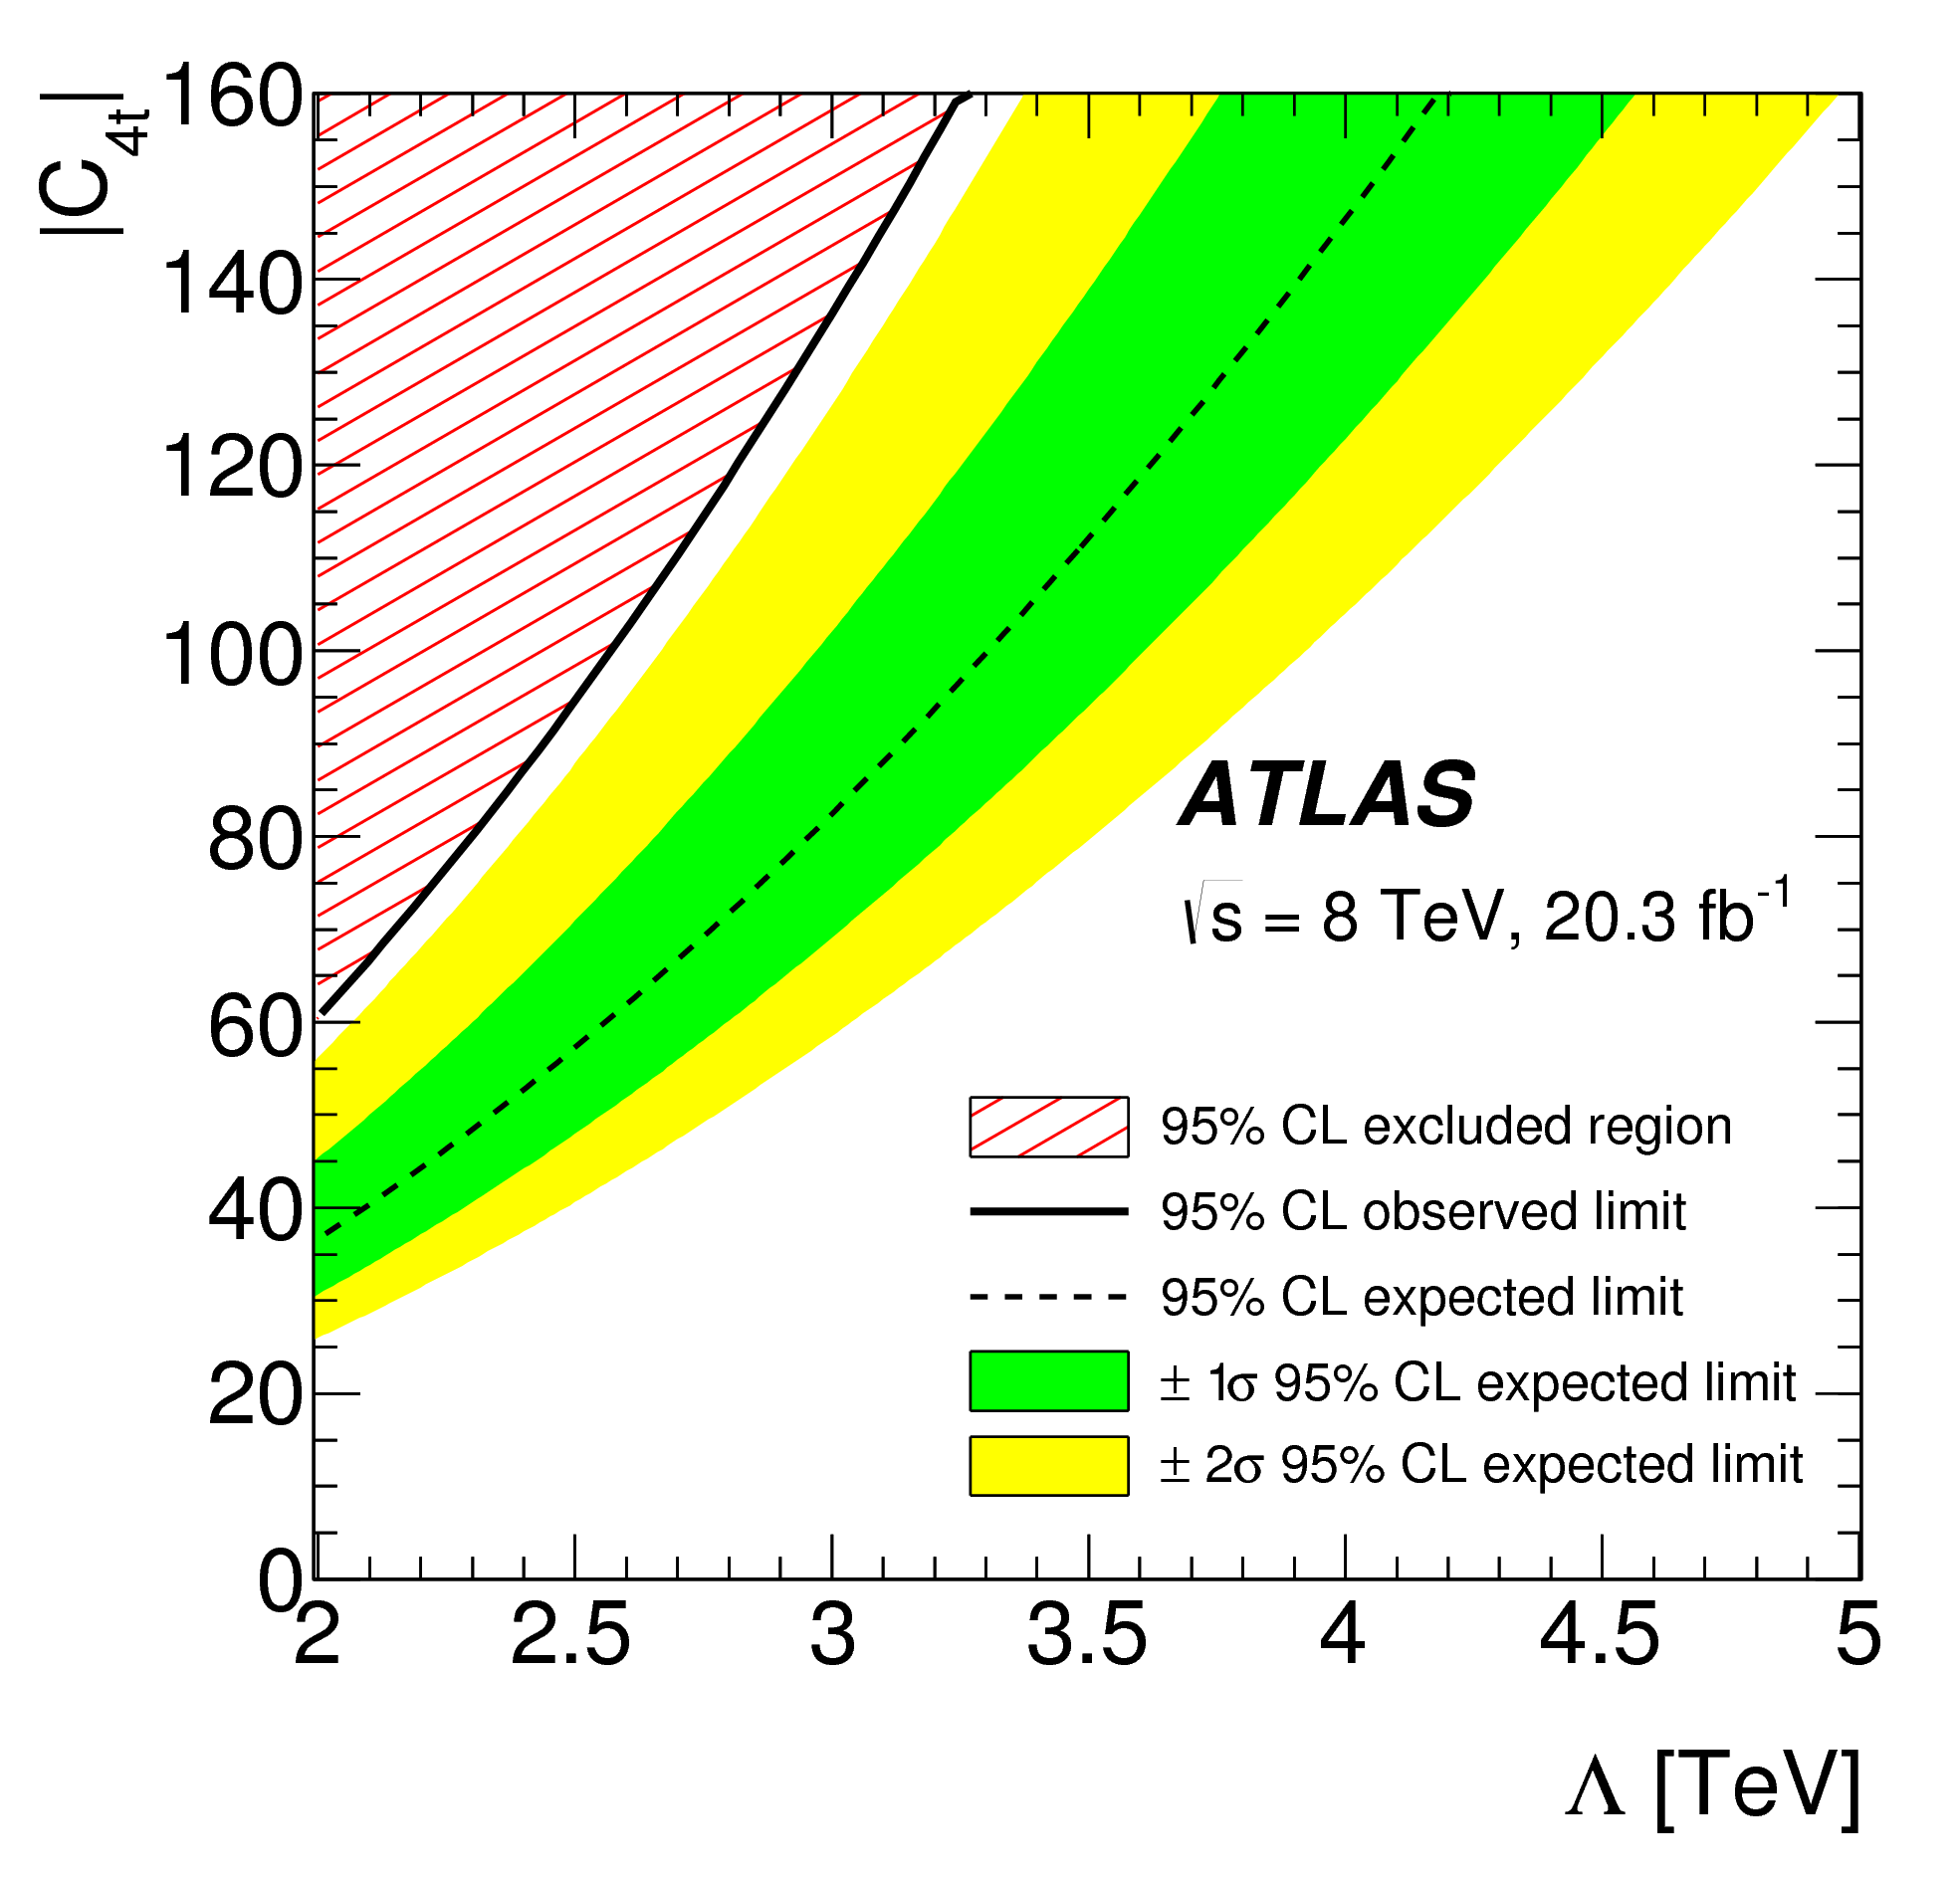 |C4t|
160
140
120
100
80
60
40
20
0
2 2.5 3 3.5 4 4.5 5
Λ [TeV]
ATLAS
√s = 8 TeV, 20.3 fb-1
95% CL excluded region
95% CL observed limit
95% CL expected limit
± 1σ 95% CL expected limit
± 2σ 95% CL expected limit